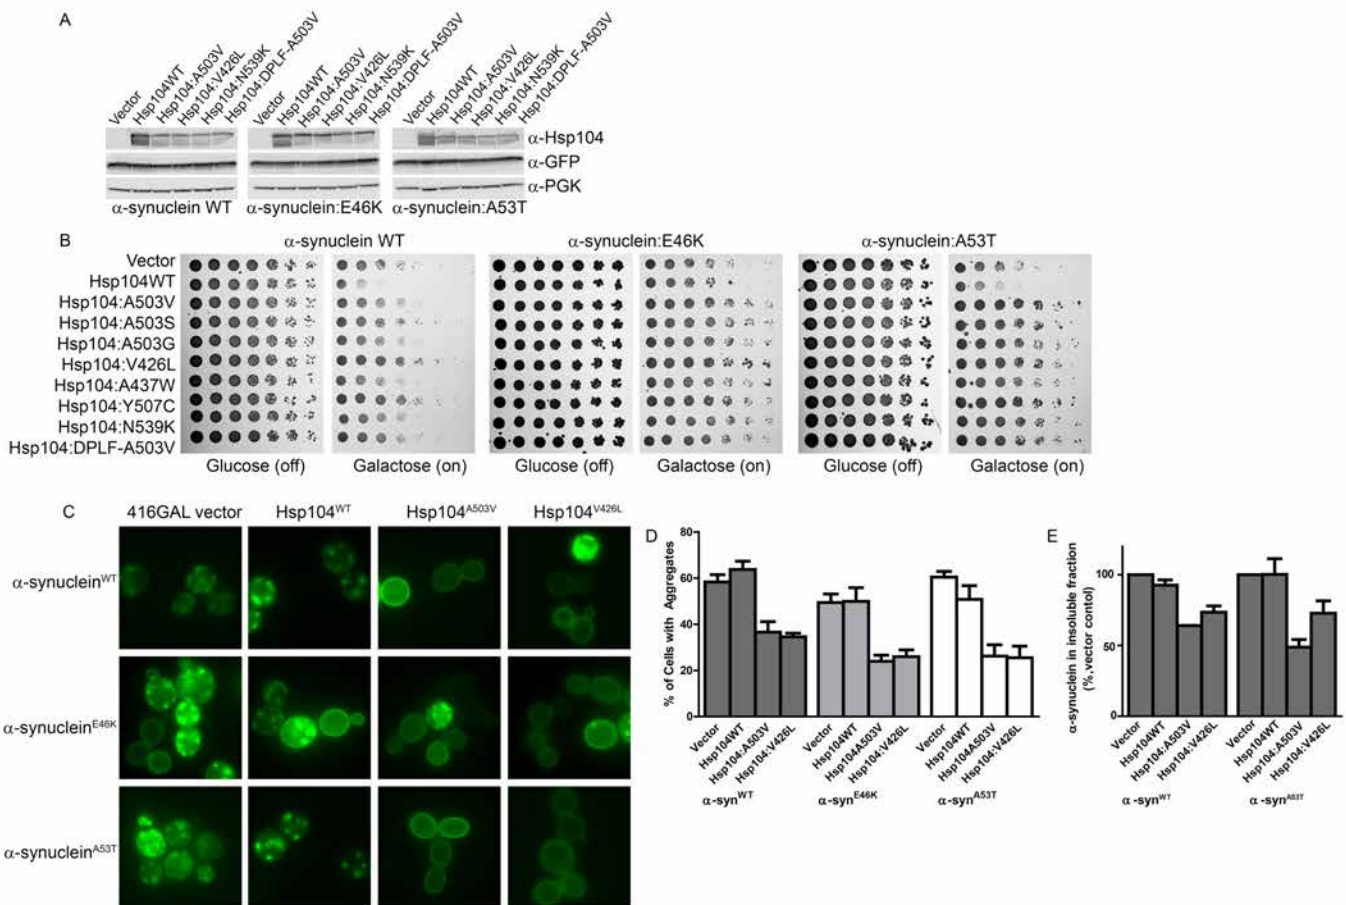 A
Vector
Hsp104WT
Hsp104:A503V
Hsp104:V426L
Hsp104:N539K
Hsp104:DPLF-A503V
Vector
Hsp104WT
Hsp104:A503V
Hsp104:V426L
Hsp104:N539K
Hsp104:DPLF-A503V
Vector
Hsp104WT
Hsp104:A503V
Hsp104:V426L
Hsp104:N539K
Hsp104:DPLF-A503V
α-Hsp104
α-GFP
α-PGK
α-synuclein WT
α-synuclein:E46K
α-synuclein:A53T
B
α-synuclein WT
α-synuclein:E46K
α-synuclein:A53T
Vector
Hsp104WT
Hsp104:A503V
Hsp104:A503S
Hsp104:A503G
Hsp104:V426L
Hsp104:A437W
Hsp104:Y507C
Hsp104:N539K
Hsp104:DPLF-A503V
Glucose (off)
Galactose (on)
Glucose (off)
Galactose (on)
Glucose (off)
Galactose (on)
C
416GAL vector
Hsp104WT
Hsp104A503V
Hsp104V426L
α-synucleinWT
α-synucleinE46K
α-synucleinA53T
D
% of Cells with Aggregates
80
60
40
20
0
Vector
Hsp104WT
Hsp104:A503V
Hsp104:V426L
Vector
Hsp104WT
Hsp104A503V
Hsp104:V426L
Vector
Hsp104WT
Hsp104A503V
Hsp104:V426L
α-synWT
α-synE46K
α-synA53T
E
α-synuclein in insoluble fraction
(%,vector contol)
100
50
0
Vector
Hsp104WT
Hsp104:A503V
Hsp104:V426L
Vector
Hsp104WT
Hsp104:A503V
Hsp104:V426L
α-synWT
α-synA53T